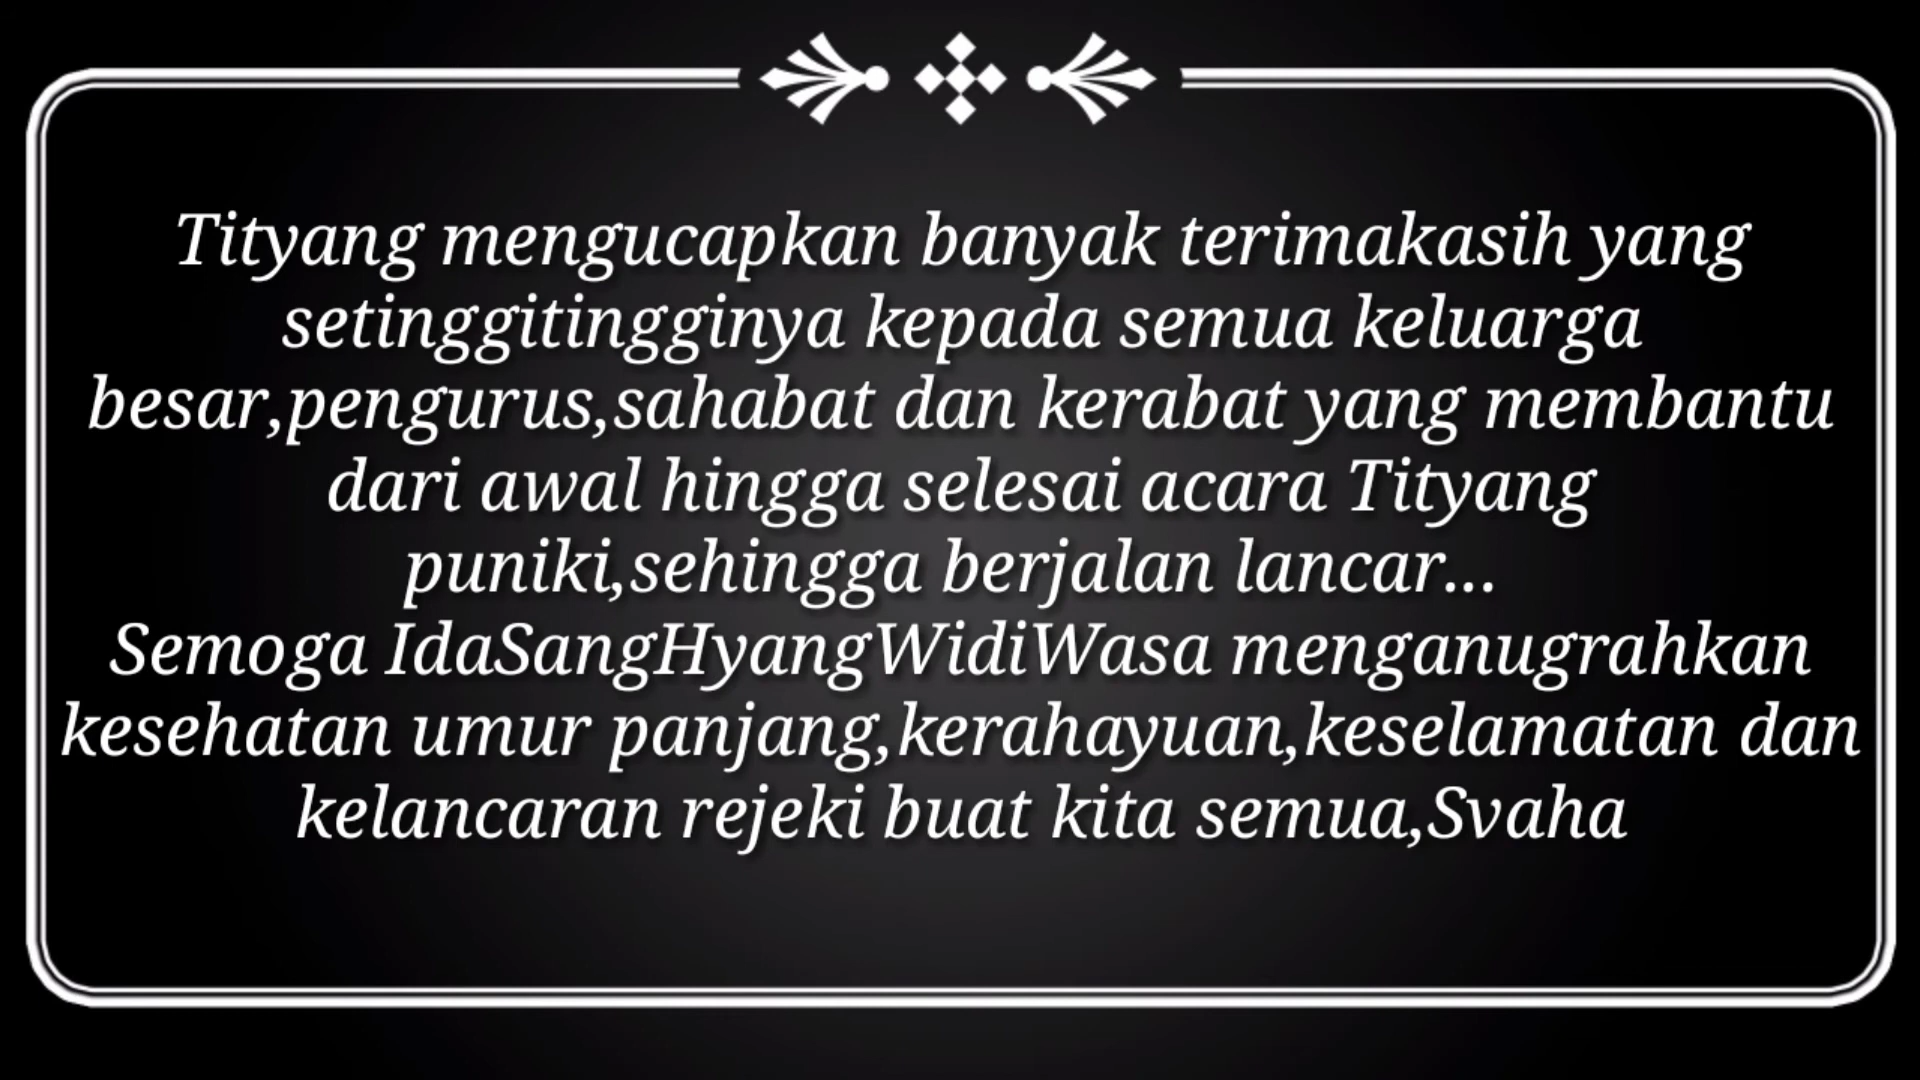 Tityang mengucapkan banyak terimakasih yang
setinggitingginya kepada semua keluarga
besar,pengurus,sahabat dan kerabat yang membantu
dari awal hingga selesai acara Tityang
puniki,sehingga berjalan lancar...
Semoga IdaSangHyangWidiWasa menganugrahkan
kesehatan umur panjang,kerahayuan,keselamatan dan
kelancaran rejeki buat kita semua,Svaha